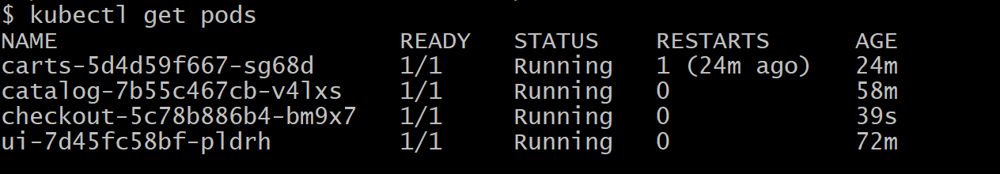 $ kubectl get pods
NAME READY STATUS RESTARTS AGE
carts-5d4d59f667-sg68d 1/1 Running 1 (24m ago) 24m
catalog-7b55c467cb-v4lxs 1/1 Running 0 58m
checkout-5c78b886b4-bm9x7 1/1 Running 0 39s
ui-7d45fc58bf-pldrh 1/1 Running 0 72m